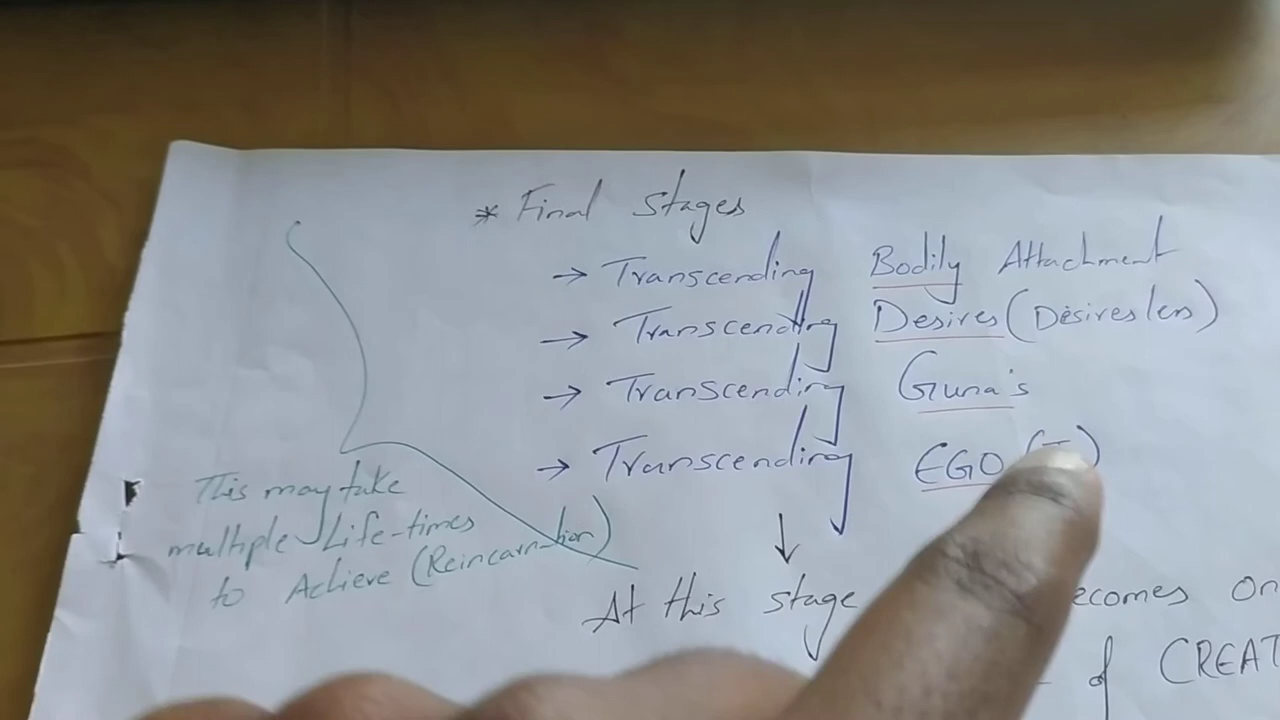 * Final Stages
→ Transcending Bodily Attachment
→ Transcending Desires (Desiresless)
→ Transcending Guna's
→ Transcending EGO
This may take
multiple Life-times
to Achieve (Reincarnation)
↓
At this stage
of